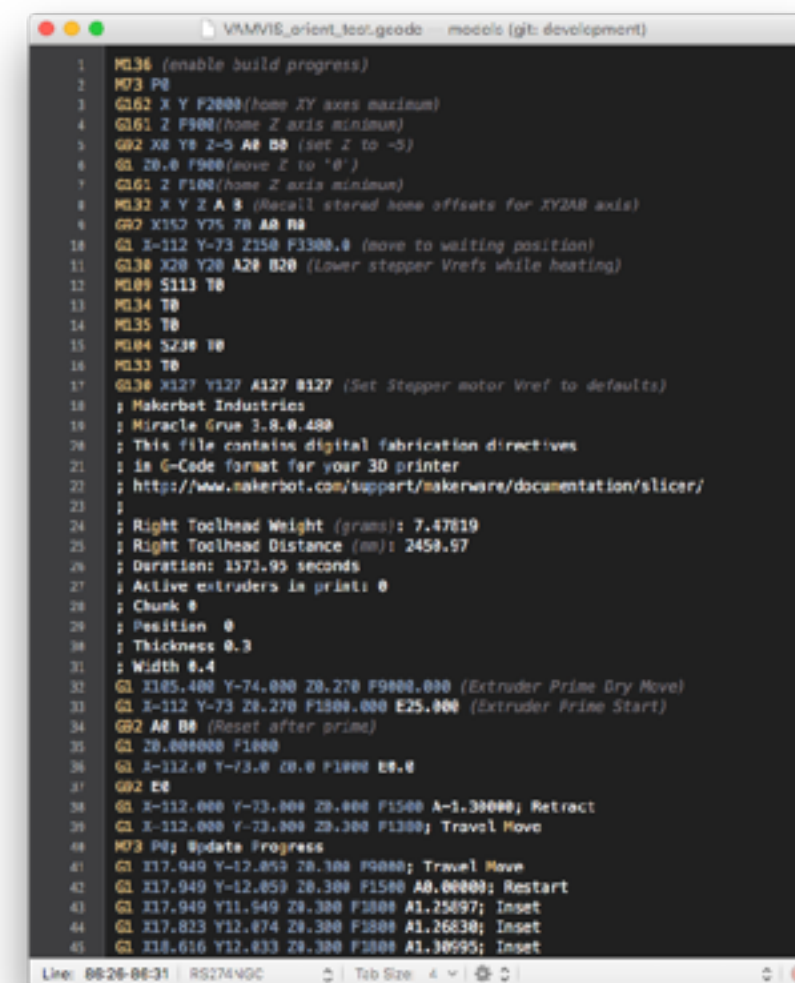 VAMVIS_orient_test.gcode — models (git: development)
1 M136 (enable build progress)
2 M73 P0
3 G162 X Y F2000(home XY axes maximum)
4 G161 Z F900(home Z axis minimum)
5 G92 X0 Y0 Z-5 A0 B0 (set Z to -5)
6 G1 Z0.0 F900(move Z to '0')
7 G161 Z F100(home Z axis minimum)
8 M132 X Y Z A B (Recall stored home offsets for XYZAB axis)
9 G92 X152 Y75 Z0 A0 B0
10 G1 X-112 Y-73 Z150 F3300.0 (move to waiting position)
11 G130 X20 Y20 A20 B20 (Lower stepper Vrefs while heating)
12 M109 S113 T0
13 M134 T0
14 M135 T0
15 M104 S230 T0
16 M133 T0
17 G130 X127 Y127 A127 B127 (Set Stepper motor Vref to defaults)
18 ; Makerbot Industries
19 ; Miracle Grue 3.8.0.480
20 ; This file contains digital fabrication directives
21 ; in G-Code format for your 3D printer
22 ; http://www.makerbot.com/support/makerware/documentation/slicer/
23 ;
24 ; Right Toolhead Weight (grams): 7.47819
25 ; Right Toolhead Distance (mm): 2450.97
26 ; Duration: 1573.95 seconds
27 ; Active extruders in print: 0
28 ; Chunk 0
29 ; Position  0
30 ; Thickness 0.3
31 ; Width 0.4
32 G1 X105.400 Y-74.000 Z0.270 F9000.000 (Extruder Prime Dry Move)
33 G1 X-112 Y-73 Z0.270 F1800.000 E25.000 (Extruder Prime Start)
34 G92 A0 B0 (Reset after prime)
35 G1 Z0.000000 F1000
36 G1 X-112.0 Y-73.0 Z0.0 F1000 E0.0
37 G92 E0
38 G1 X-112.000 Y-73.000 Z0.000 F1500 A-1.30000; Retract
39 G1 X-112.000 Y-73.000 Z0.300 F1380; Travel Move
40 M73 P0; Update Progress
41 G1 X17.949 Y-12.059 Z0.300 F9000; Travel Move
42 G1 X17.949 Y-12.059 Z0.300 F1500 A0.00000; Restart
43 G1 X17.949 Y11.949 Z0.300 F1800 A1.25897; Inset
44 G1 X17.823 Y12.074 Z0.300 F1800 A1.26830; Inset
45 G1 X18.616 Y12.033 Z0.300 F1800 A1.30995; Inset
Line: 86:26-86:31 RS274NGC Tab Size: 4